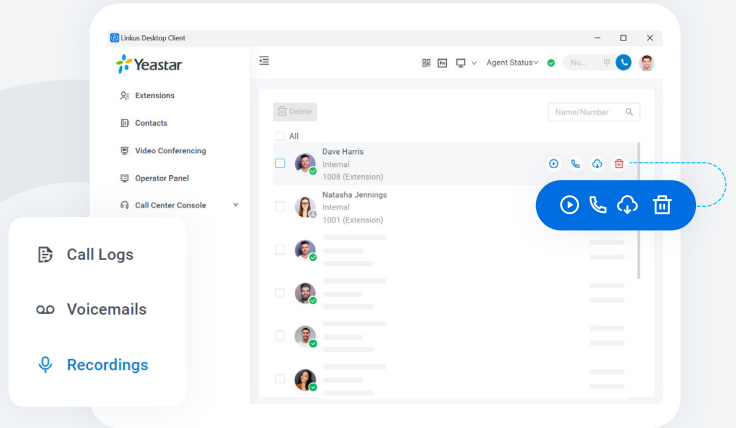 Linkus Desktop Client
Yeastar
Fn
Agent Status
Nu...
Extensions
Contacts
Video Conferencing
Operator Panel
Call Center Console
Delete
Name/Number
All
Dave Harris
Internal
1008 (Extension)
Natasha Jennings
Internal
1001 (Extension)
Call Logs
Voicemails
Recordings